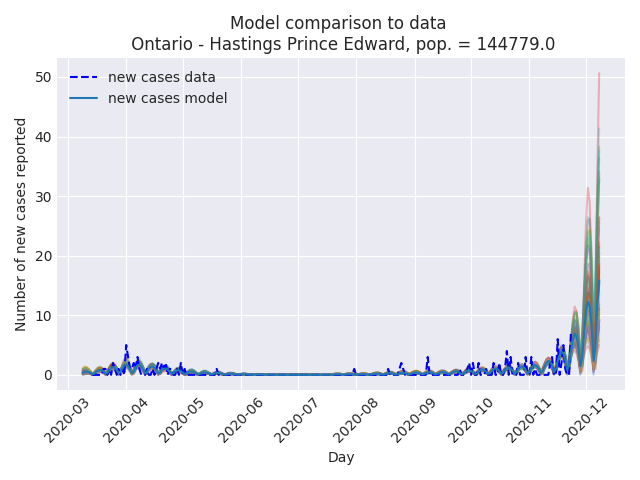 Model comparison to data
Ontario - Hastings Prince Edward, pop. = 144779.0
new cases data
new cases model
Number of new cases reported
50
40
30
20
10
0
2020-03
2020-04
2020-05
2020-06
2020-07
2020-08
2020-09
2020-10
2020-11
2020-12
Day